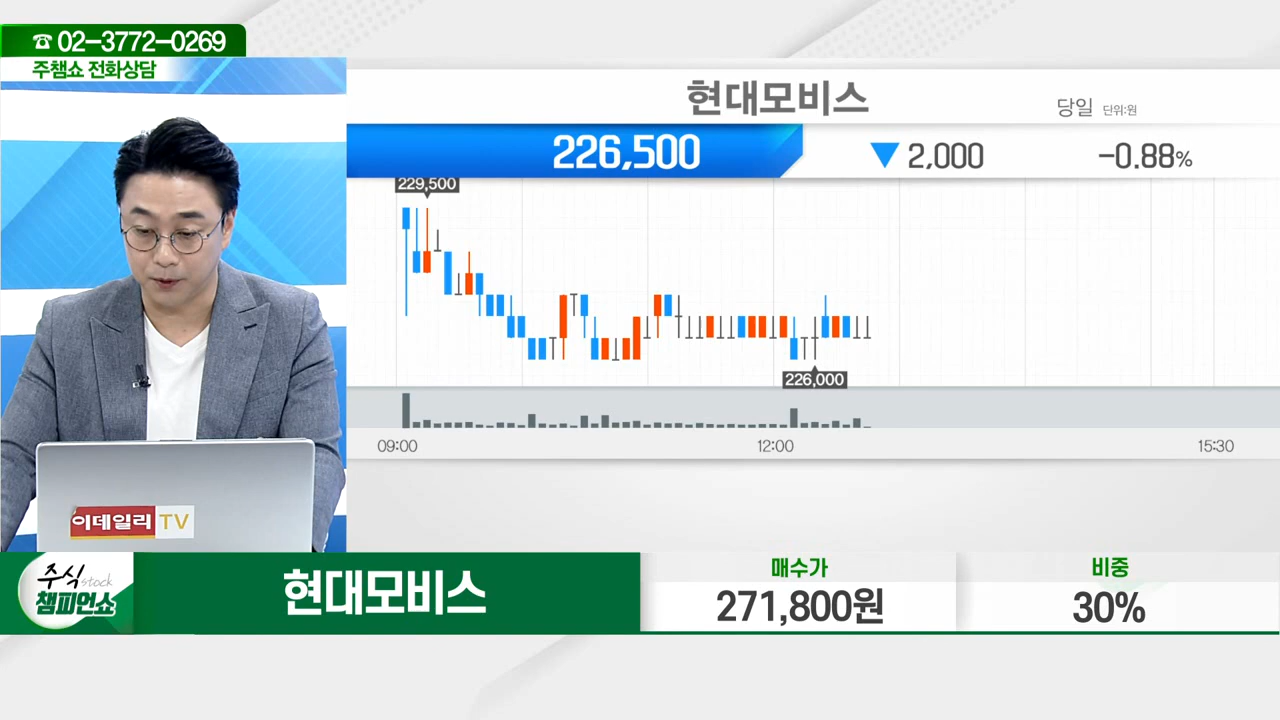 ☎ 02-3772-0269
주챔쇼 전화상담
현대모비스
당일 단위:원
226,500 ▼ 2,000 -0.88%
229,500
226,000
09:00 12:00 15:30
이데일리 TV
주식 stock
챔피언쇼
현대모비스
매수가
271,800원
비중
30%